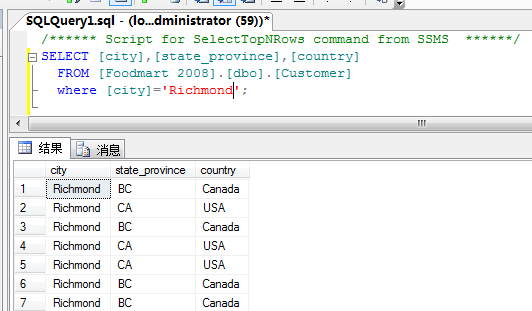 SQLQuery1.sql - (lo...dministrator (59))*
/****** Script for SelectTopNRows command from SSMS ******/
SELECT [city],[state_province],[country]
FROM [Foodmart 2008].[dbo].[Customer]
where [city]='Richmond';
结果 消息
city state_province country
1 Richmond BC Canada
2 Richmond CA USA
3 Richmond BC Canada
4 Richmond CA USA
5 Richmond CA USA
6 Richmond BC Canada
7 Richmond BC Canada